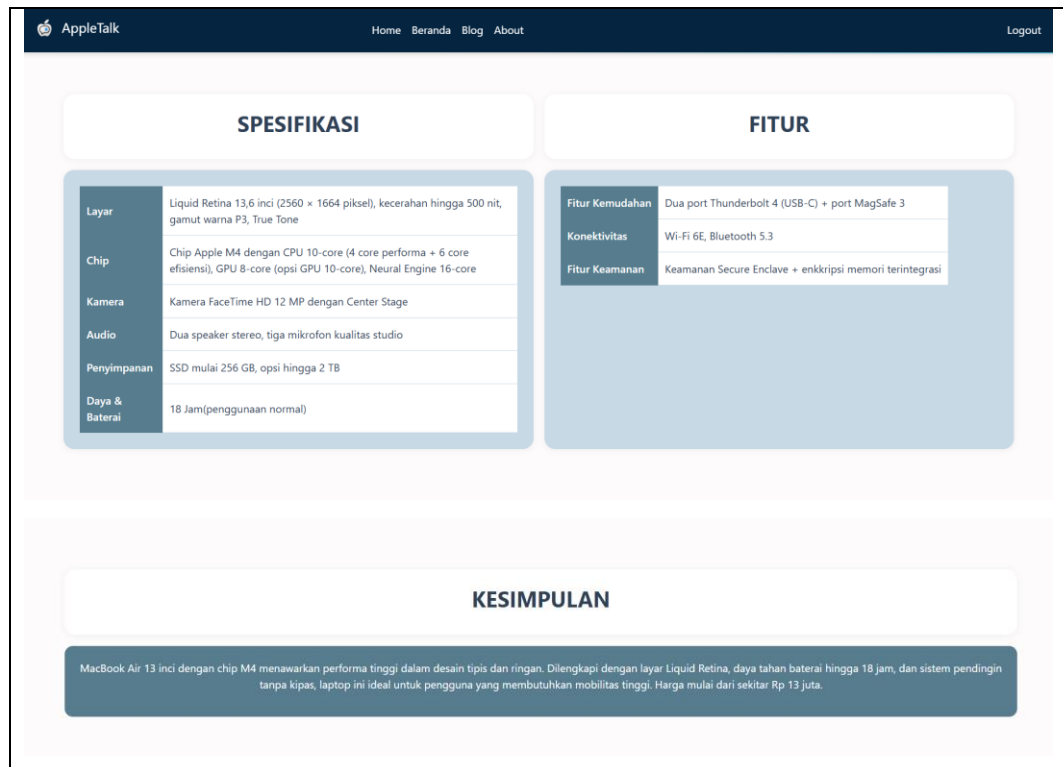 AppleTalk
Home Beranda Blog About
Logout
SPESIFIKASI
Layar
Liquid Retina 13,6 inci (2560 × 1664 piksel), kecerahan hingga 500 nit,
gamut warna P3, True Tone
Chip
Chip Apple M4 dengan CPU 10-core (4 core performa + 6 core
efisiensi), GPU 8-core (opsi GPU 10-core), Neural Engine 16-core
Kamera
Kamera FaceTime HD 12 MP dengan Center Stage
Audio
Dua speaker stereo, tiga mikrofon kualitas studio
Penyimpanan
SSD mulai 256 GB, opsi hingga 2 TB
Daya &
Baterai
18 Jam(penggunaan normal)
FITUR
Fitur Kemudahan
Dua port Thunderbolt 4 (USB-C) + port MagSafe 3
Konektivitas
Wi-Fi 6E, Bluetooth 5.3
Fitur Keamanan
Keamanan Secure Enclave + enkkripsi memori terintegrasi
KESIMPULAN
MacBook Air 13 inci dengan chip M4 menawarkan performa tinggi dalam desain tipis dan ringan. Dilengkapi dengan layar Liquid Retina, daya tahan baterai hingga 18 jam, dan sistem pendingin
tanpa kipas, laptop ini ideal untuk pengguna yang membutuhkan mobilitas tinggi. Harga mulai dari sekitar Rp 13 juta.